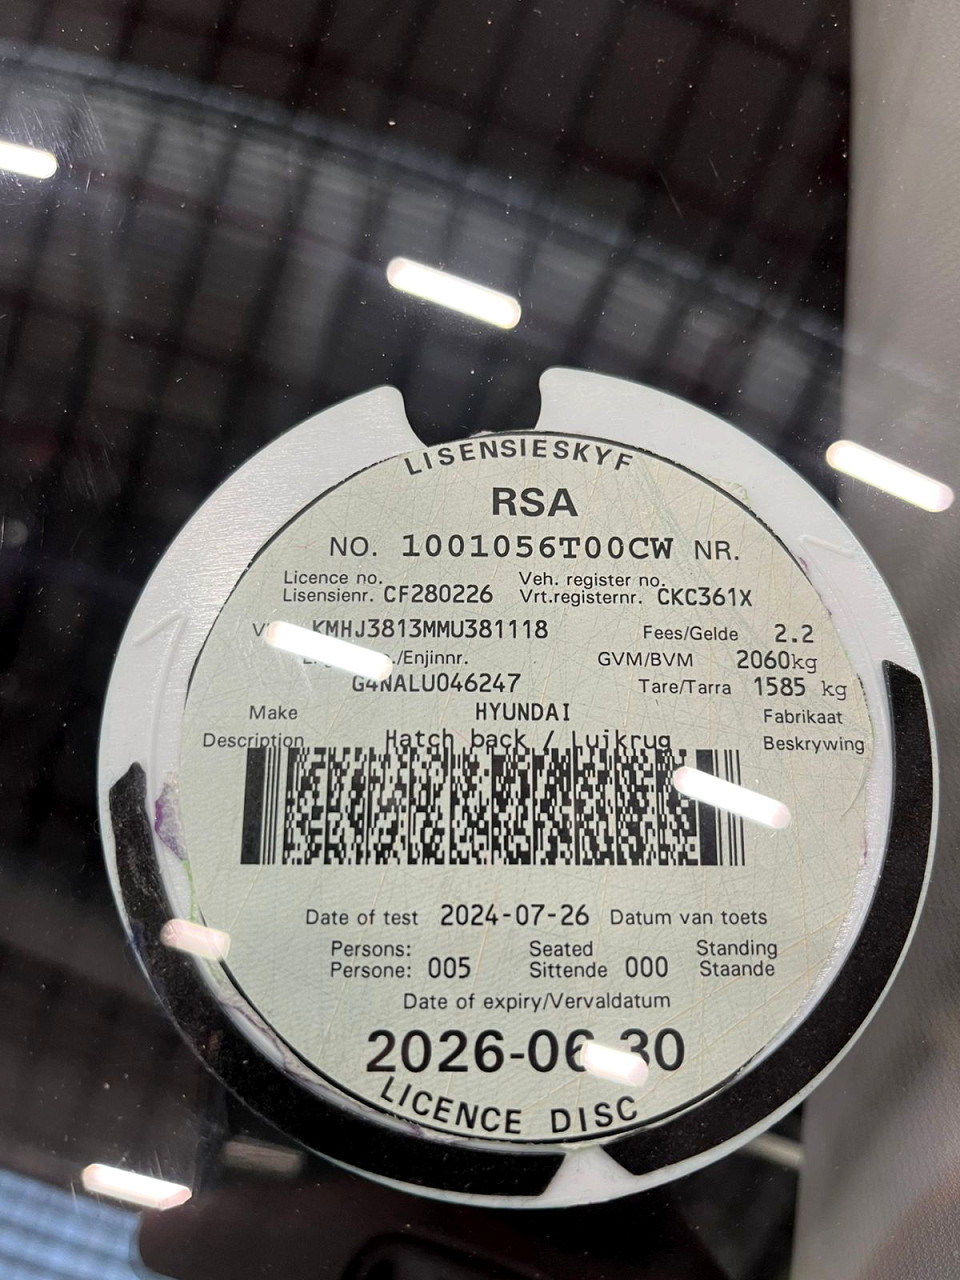 LISENSIESKYF
RSA
NO. 1001056T00CW NR.
Licence no. Veh. register no.
Lisensienr. CF280226 Vrt.registernr. CKC361X
KMHJ3813MMU381118 Fees/Gelde 2.2
/Enjinnr. GVM/BVM 2060kg
G4NALU046247 Tare/Tarra 1585 kg
Make HYUNDAI Fabrikaat
Description Hatch back / Luikrug Beskrywing
Date of test 2024-07-26 Datum van toets
Persons: Seated Standing
Persone: 005 Sittende 000 Staande
Date of expiry/Vervaldatum
2026-06-30
LICENCE DISC